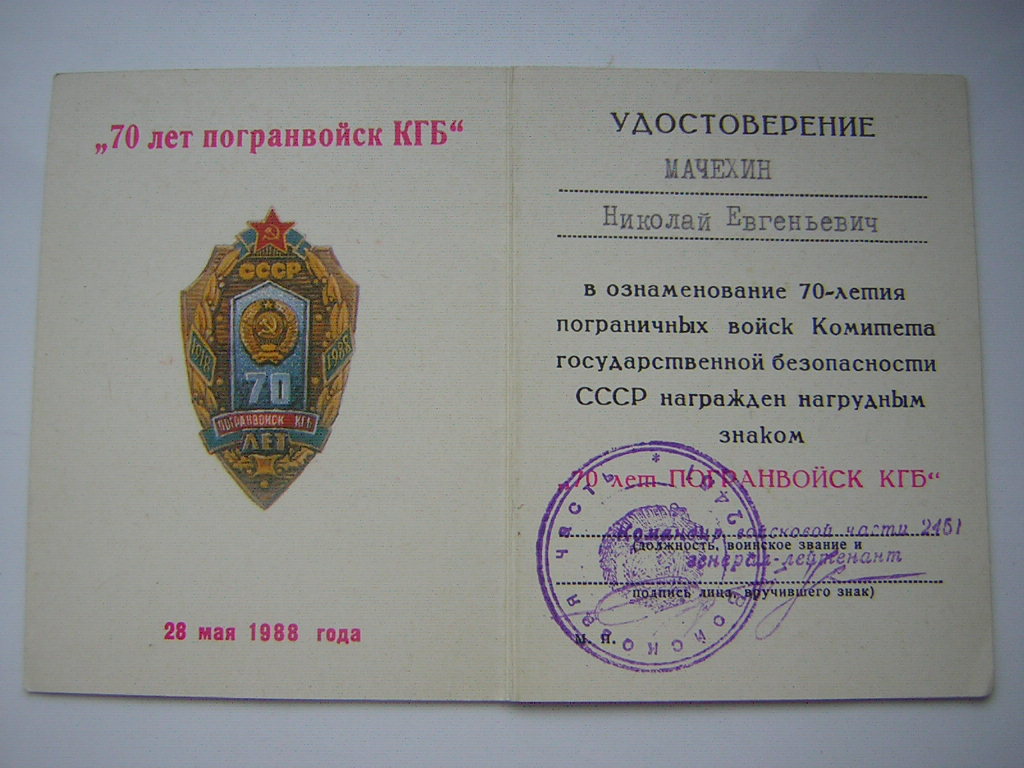 „70 лет погранвойск КГБ“
СССР
1918
1988
70
ПОГРАНВОЙСК КГБ
ЛЕТ
28 мая 1988 года
УДОСТОВЕРЕНИЕ
МАЧЕХИН
Николай Евгеньевич
в ознаменование 70-летия
пограничных войск Комитета
государственной безопасности
СССР награжден нагрудным
знаком
„70 лет ПОГРАНВОЙСК КГБ“
Командир войсковой части 2451
(должность, воинское звание и
генерал-лейтенант
подпись лица, вручившего знак)
м. п.
ВОЙСКОВАЯ ЧАСТЬ *